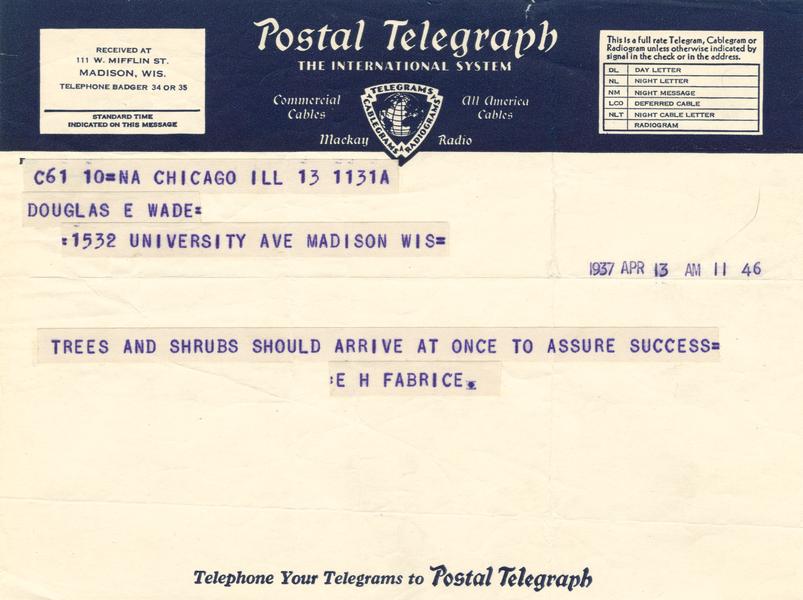 RECEIVED AT
111 W. MIFFLIN ST.
MADISON, WIS.
TELEPHONE BADGER 34 OR 35
STANDARD TIME
INDICATED ON THIS MESSAGE
Postal Telegraph
THE INTERNATIONAL SYSTEM
Commercial
Cables
All America
Cables
TELEGRAMS
CABLEGRAMS
RADIOGRAMS
Mackay
Radio
This is a full rate Telegram, Cablegram or
Radiogram unless otherwise indicated by
signal in the check or in the address.
DL DAY LETTER
NL NIGHT LETTER
NM NIGHT MESSAGE
LCO DEFERRED CABLE
NLT NIGHT CABLE LETTER
RADIOGRAM
C61 10=NA CHICAGO ILL 13 1131A
DOUGLAS E WADE=
:1532 UNIVERSITY AVE MADISON WIS=
1937 APR 13 AM 11 46
TREES AND SHRUBS SHOULD ARRIVE AT ONCE TO ASSURE SUCCESS=
:E H FABRICE.
Telephone Your Telegrams to Postal Telegraph